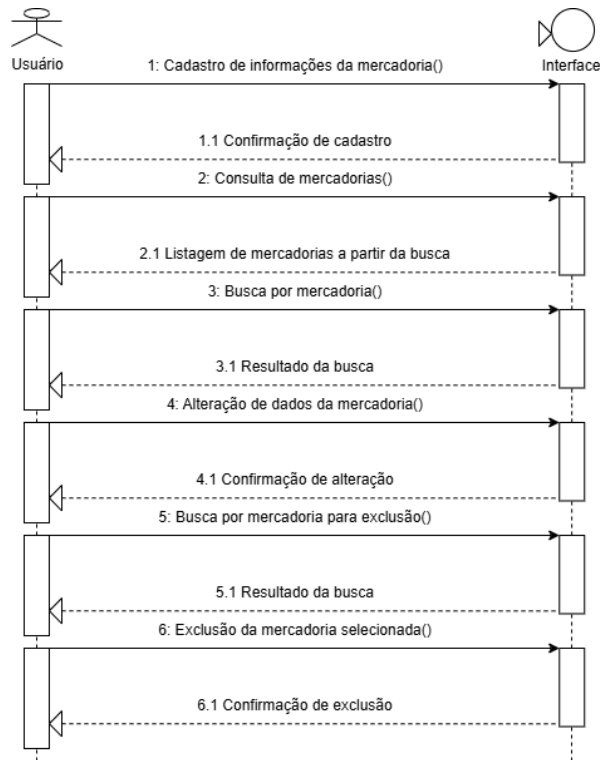 Usuário
Interface
1: Cadastro de informações da mercadoria()
1.1 Confirmação de cadastro
2: Consulta de mercadorias()
2.1 Listagem de mercadorias a partir da busca
3: Busca por mercadoria()
3.1 Resultado da busca
4: Alteração de dados da mercadoria()
4.1 Confirmação de alteração
5: Busca por mercadoria para exclusão()
5.1 Resultado da busca
6: Exclusão da mercadoria selecionada()
6.1 Confirmação de exclusão